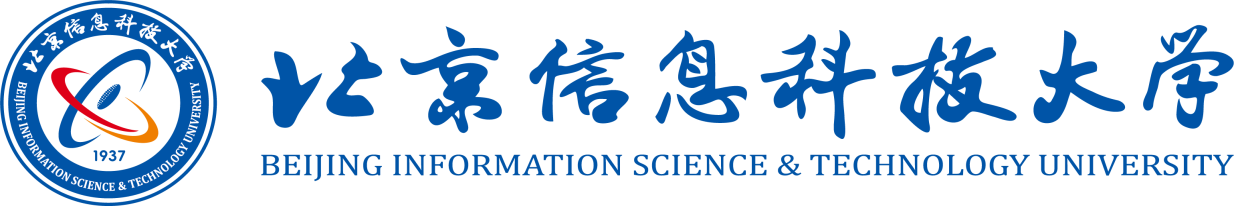 北京信息科技大学
BEIJING INFORMATION SCIENCE & TECHNOLOGY UNIVERSITY
1937
北京信息科技大学
BEIJING INFORMATION SCIENCE & TECHNOLOGY UNIVERSITY